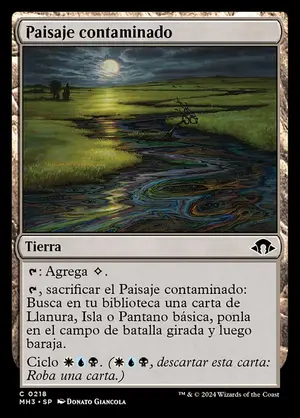 Paisaje contaminado
Tierra
: Agrega .
, sacrificar el Paisaje contaminado:
Busca en tu biblioteca una carta de
Llanura, Isla o Pantano básica, ponla
en el campo de batalla girada y luego
baraja.
Ciclo . (, descartar esta carta:
Roba una carta.)
C 0218
MH3 • SP Donato Giancola
™ & © 2024 Wizards of the Coast